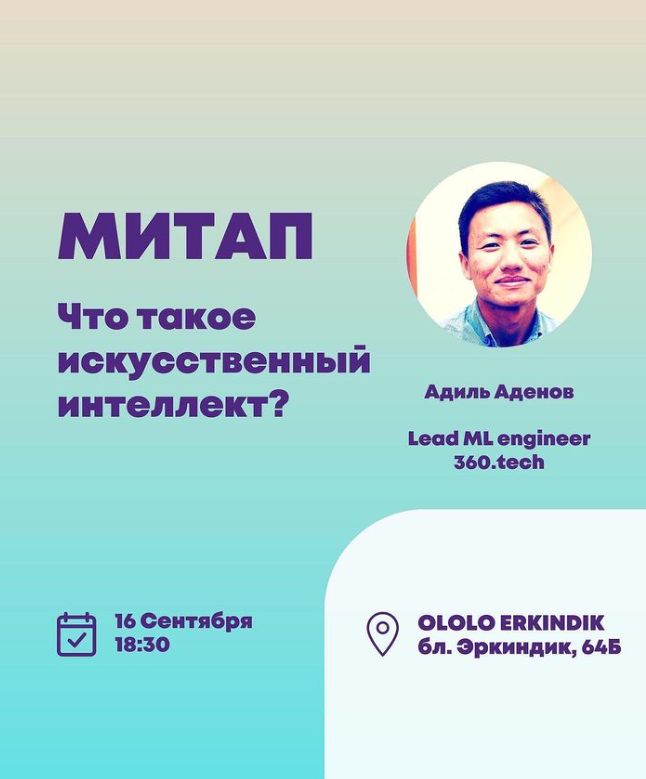 МИТАП
Что такое
искусственный
интеллект?
Адиль Аденов
Lead ML engineer
360.tech
16 Сентября
18:30
OLOLO ERKINDIK
бл. Эркиндик, 64Б